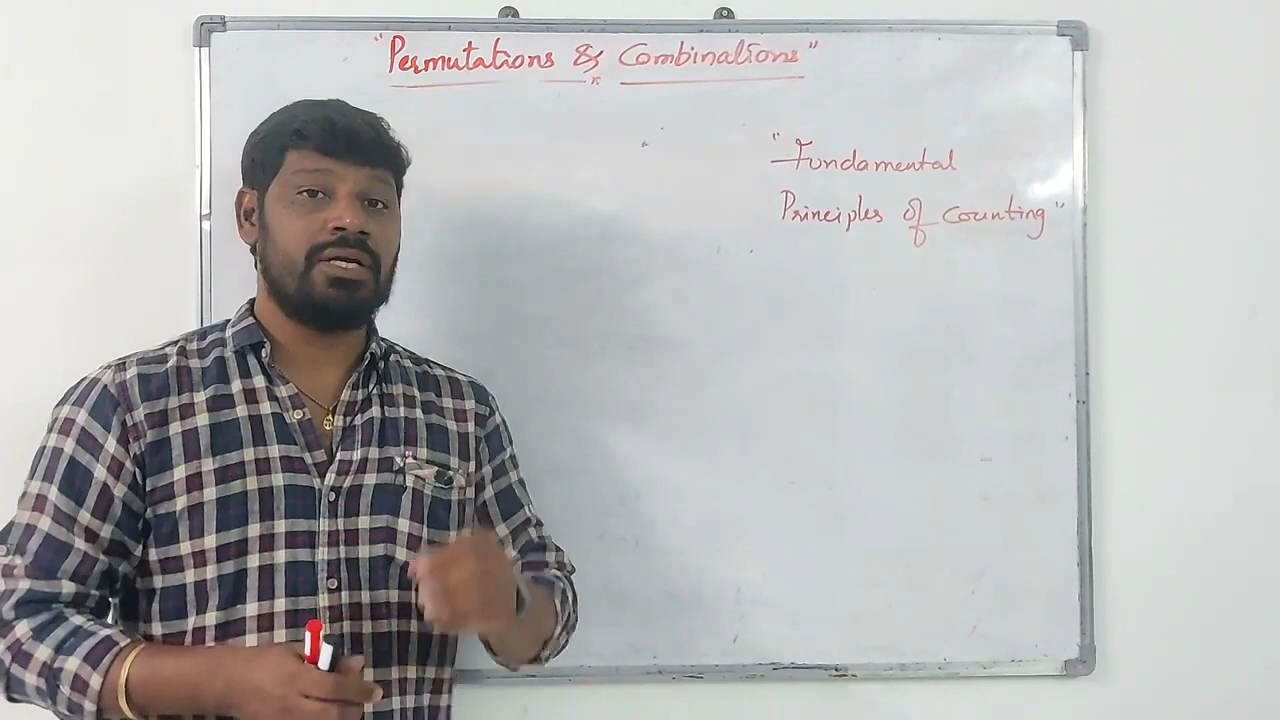 "Permutations & Combinations"
"Fundamental
Principles of Counting"